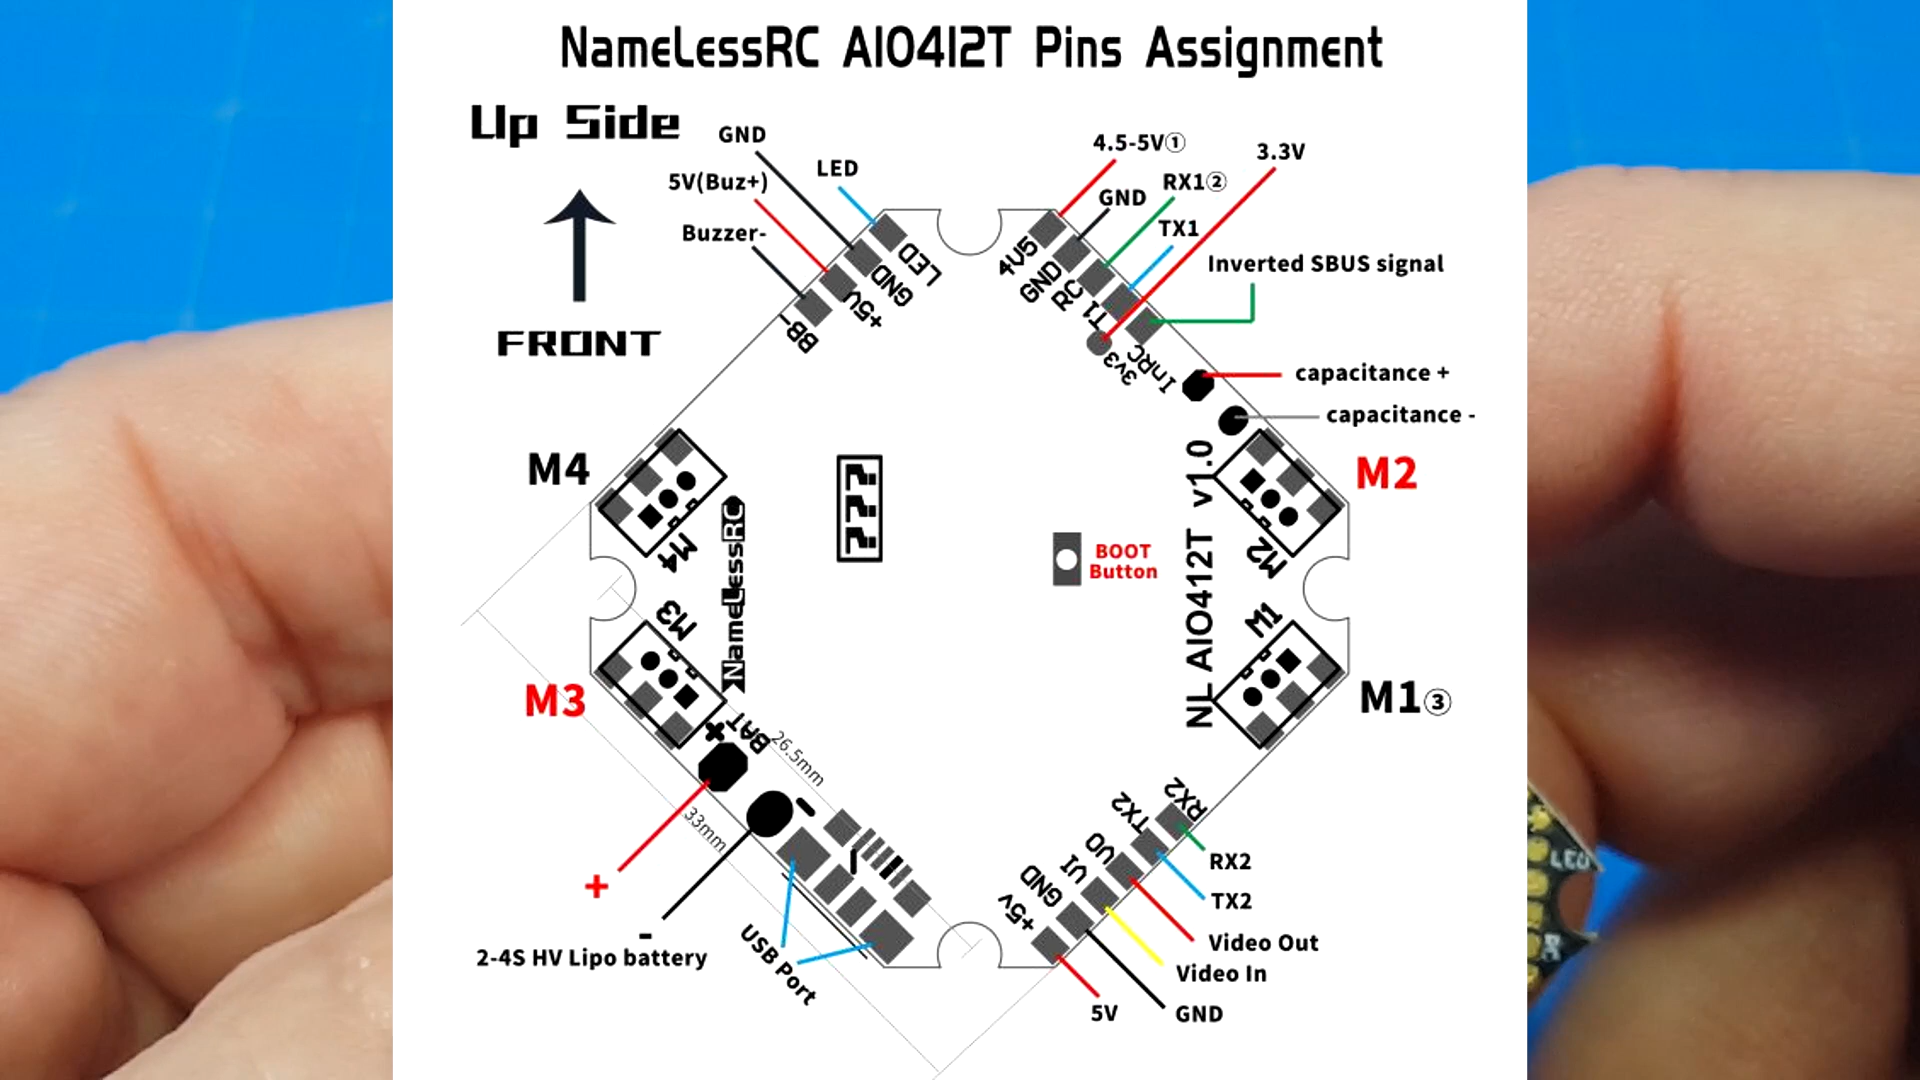 NameLessRC AIO412T Pins Assignment
Up Side
FRONT
GND
LED
5V(Buz+)
Buzzer-
4.5-5V①
3.3V
RX1②
GND
TX1
Inverted SBUS signal
LED
GND
+5V
BB-
4V5
GND
RC
T1
3v3
InRC
capacitance +
capacitance -
M4
M2
M4
M2
NameLessRC
???
BOOT
Button
NL AIO412T v1.0
M3
M1
M3
M1③
+
BAT
-
26.5mm
33mm
+
-
2-4S HV Lipo battery
USB Port
RX2
TX2
VO
VI
GND
+5v
RX2
TX2
Video Out
Video In
GND
5V
LED